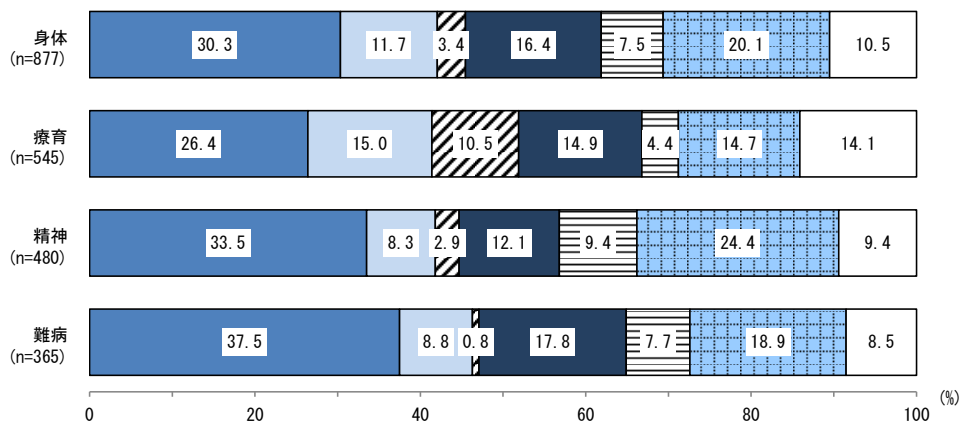 身体
(n=877)
30.3 11.7 3.4 16.4 7.5 20.1 10.5
療育
(n=545)
26.4 15.0 10.5 14.9 4.4 14.7 14.1
精神
(n=480)
33.5 8.3 2.9 12.1 9.4 24.4 9.4
難病
(n=365)
37.5 8.8 0.8 17.8 7.7 18.9 8.5
0 20 40 60 80 100 (%)